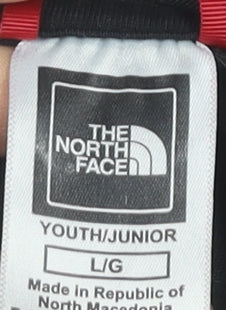 THE
NORTH
FACE
YOUTH/JUNIOR
L/G
Made in Republic of
North Macedonia